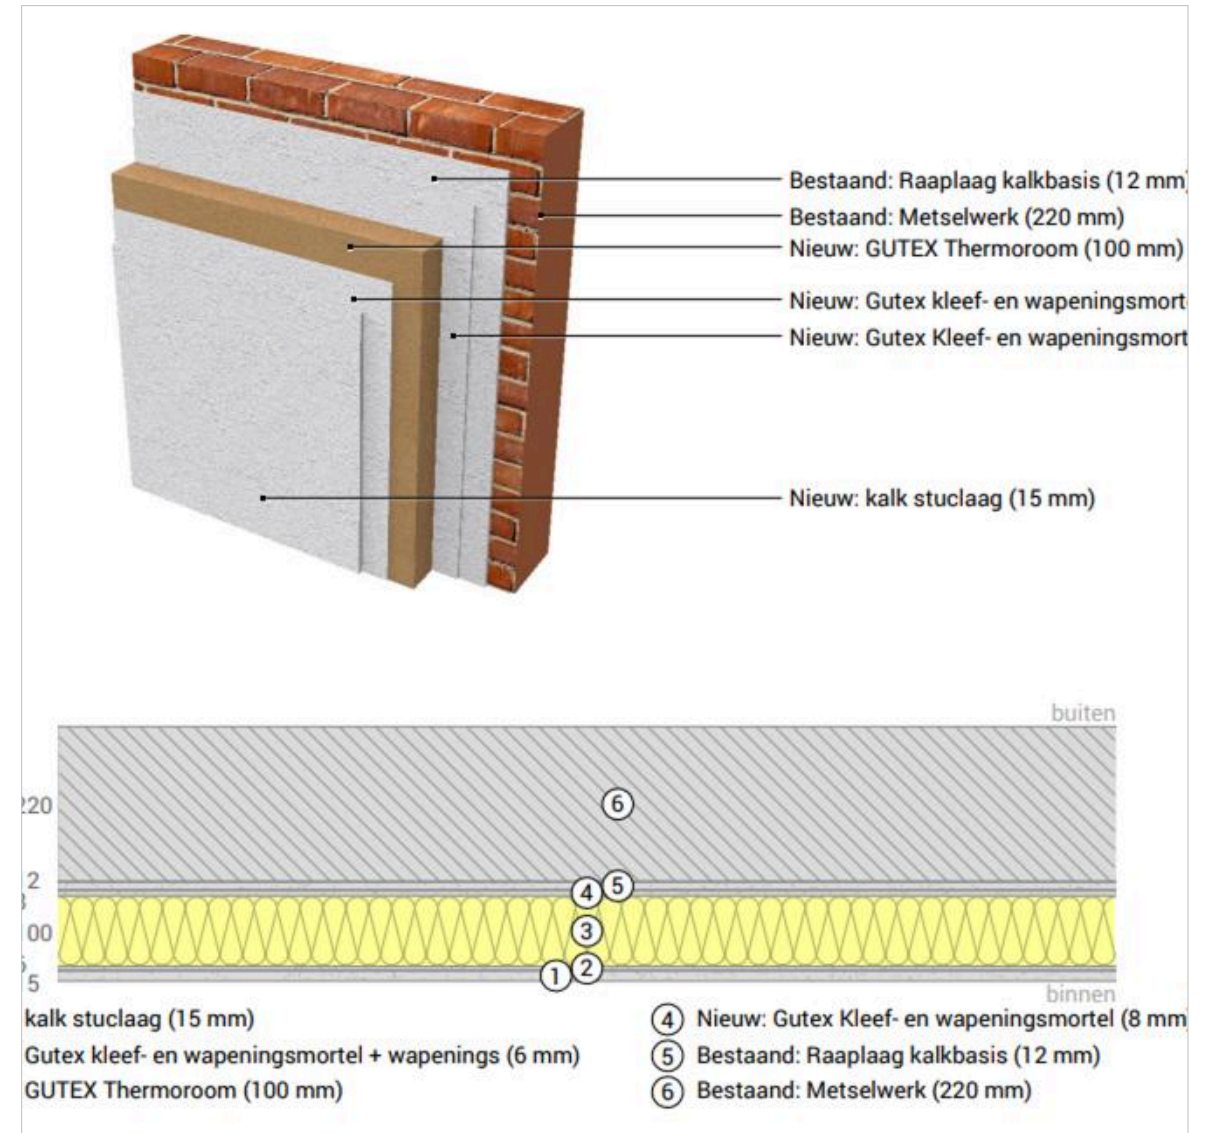 Bestaand: Raaplaag kalkbasis (12 mm)
Bestaand: Metselwerk (220 mm)
Nieuw: GUTEX Thermoroom (100 mm)
Nieuw: Gutex kleef- en wapeningsmort
Nieuw: Gutex Kleef- en wapeningsmort
Nieuw: kalk stuclaag (15 mm)
buiten
220
6
2
5
4
00
3
2
1
5
binnen
kalk stuclaag (15 mm)
Gutex kleef- en wapeningsmortel + wapenings (6 mm)
GUTEX Thermoroom (100 mm)
4 Nieuw: Gutex Kleef- en wapeningsmortel (8 mm
5 Bestaand: Raaplaag kalkbasis (12 mm)
6 Bestaand: Metselwerk (220 mm)